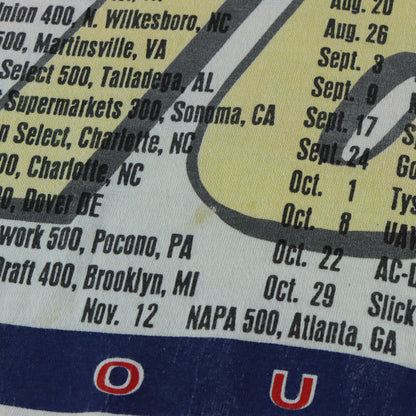 Aug. 20
Union 400, N. Wilkesboro, NC Aug. 26
500, Martinsville, VA Sept. 3
Select 500, Talladega, AL Sept. 9
Supermarkets 300, Sonoma, CA Sept. 17
n Select, Charlotte, NC Sept. 24
00, Charlotte, NC Oct. 1 Tys
00, Dover DE Oct. 8 UAW
work 500, Pocono, PA Oct. 22 AC-D
Draft 400, Brooklyn, MI Oct. 29 Slick
Nov. 12 NAPA 500, Atlanta, GA
O U